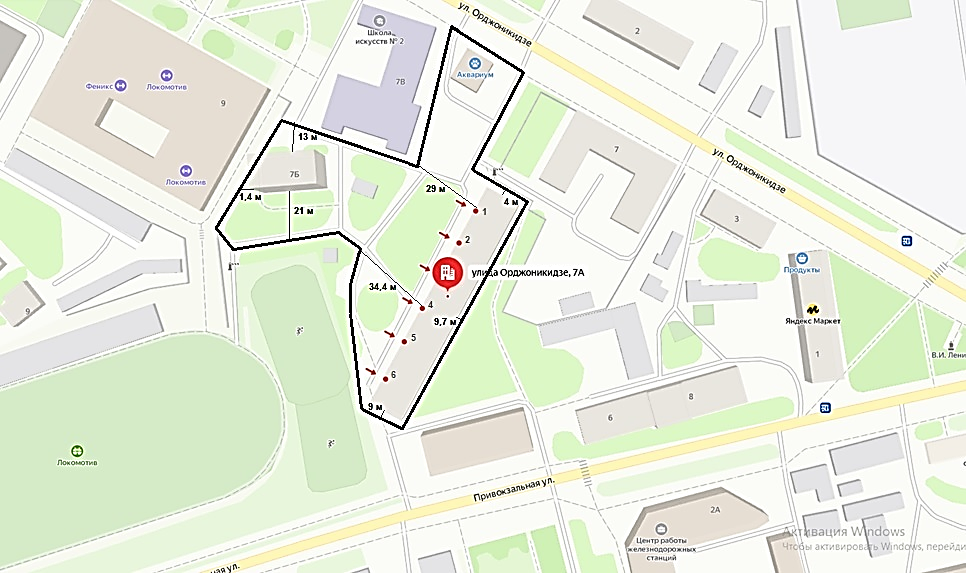 ул. Орджоникидзе
Школа
искусств № 2
2
Аквариум
7В
Феникс
Локомотив
9
13 м
7Б
7
Локомотив
1,4 м
21 м
29 м
4 м
1
ул. Орджоникидзе
3
2
улица Орджоникидзе, 7А
Продукты
34,4 м
4
9,7 м
Яндекс Маркет
9
5
1
В.И. Лени
6
9 м
8
6
Локомотив
Привокзальная ул.
2А
Активация Windows
Центр работы
железнодорожных
станций
Чтобы активировать Windows, перейди
ная ул.